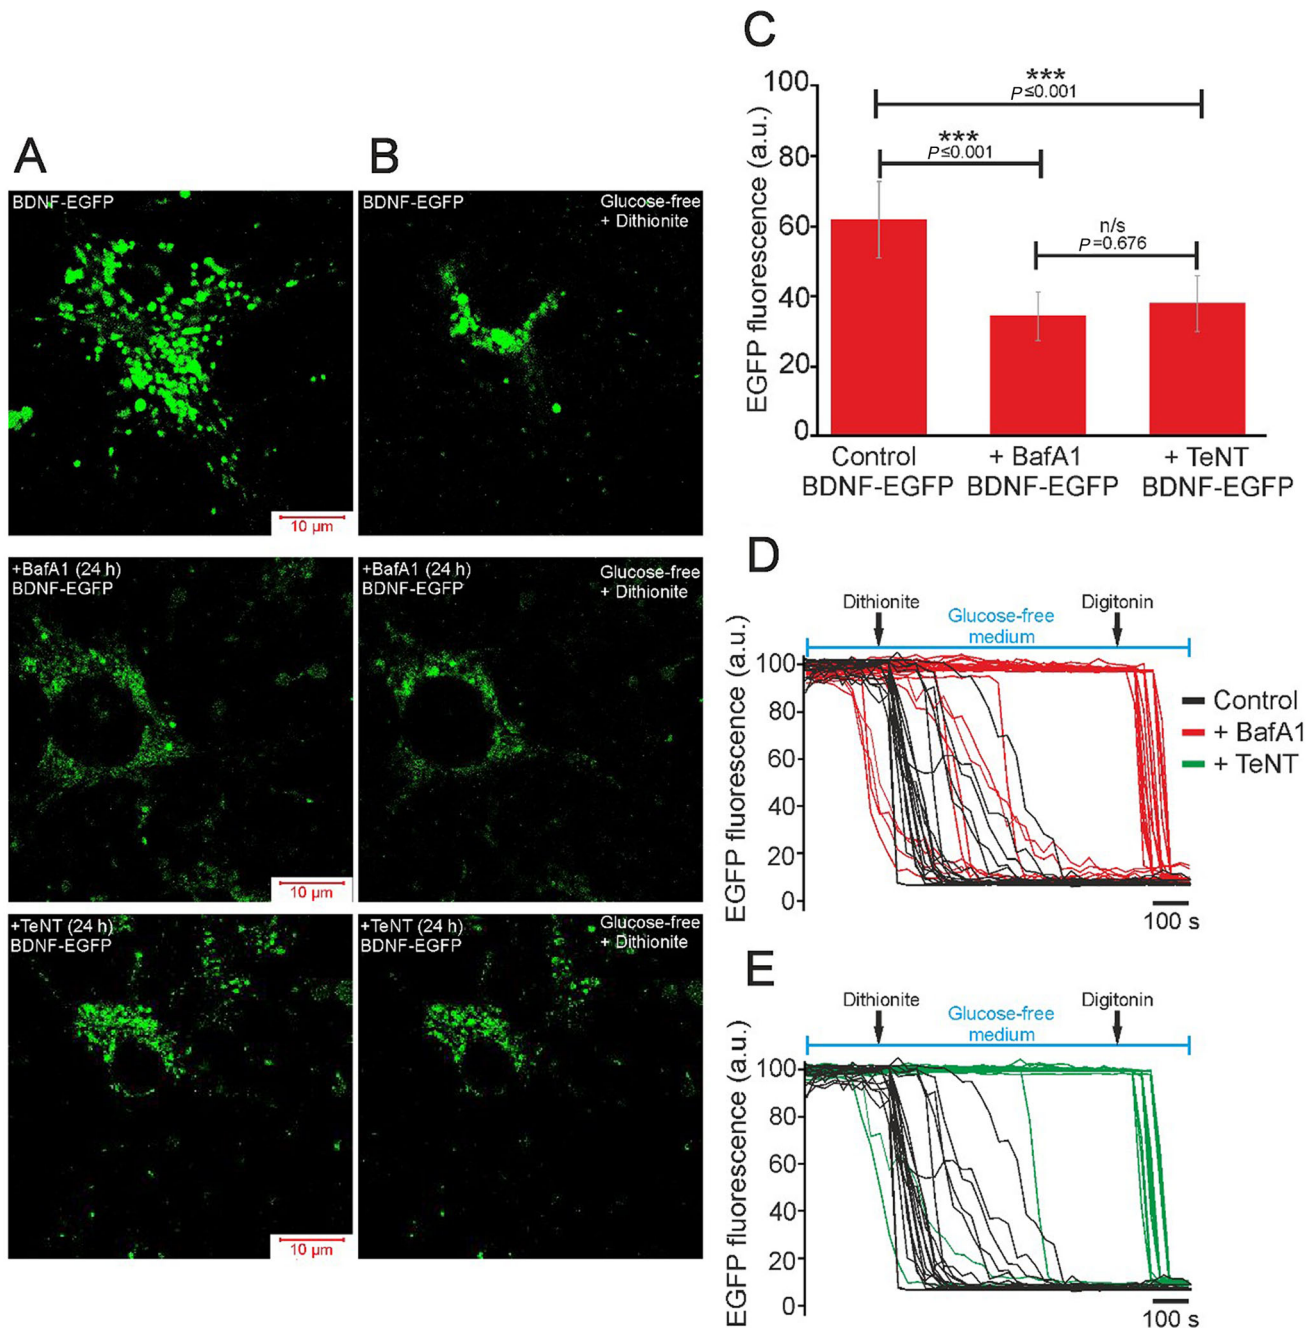 A
B
BDNF-EGFP
BDNF-EGFP
Glucose-free
+ Dithionite
10 µm
+BafA1 (24 h)
BDNF-EGFP
+BafA1 (24 h)
BDNF-EGFP
Glucose-free
+ Dithionite
10 µm
+TeNT (24 h)
BDNF-EGFP
+TeNT (24 h)
BDNF-EGFP
Glucose-free
+ Dithionite
10 µm
C
EGFP fluorescence (a.u.)
100
80
60
40
20
0
***
P≤0.001
***
P≤0.001
n/s
P=0.676
Control
BDNF-EGFP
+ BafA1
BDNF-EGFP
+ TeNT
BDNF-EGFP
D
Dithionite
Digitonin
Glucose-free
medium
EGFP fluorescence (a.u.)
100
80
60
40
20
0
Control
+ BafA1
+ TeNT
100 s
E
Dithionite
Digitonin
Glucose-free
medium
EGFP fluorescence (a.u.)
100
80
60
40
20
0
100 s